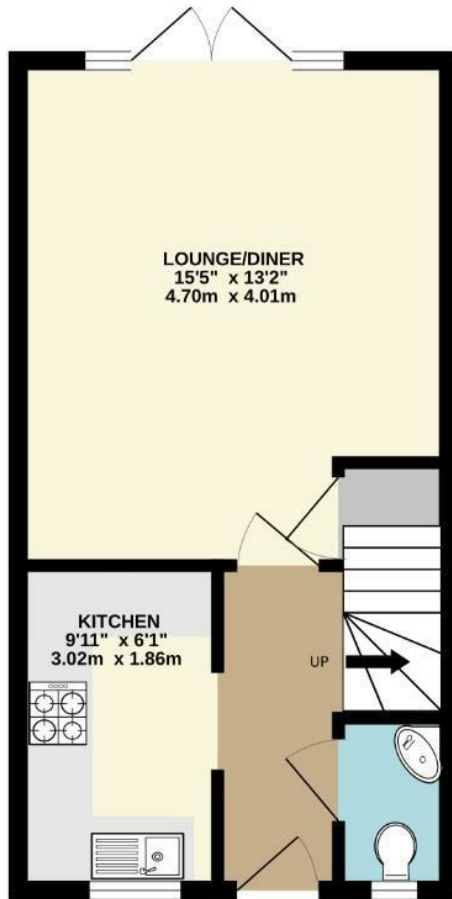 LOUNGE/DINER
15'5" x 13'2"
4.70m x 4.01m
KITCHEN
9'11" x 6'1"
3.02m x 1.86m
UP